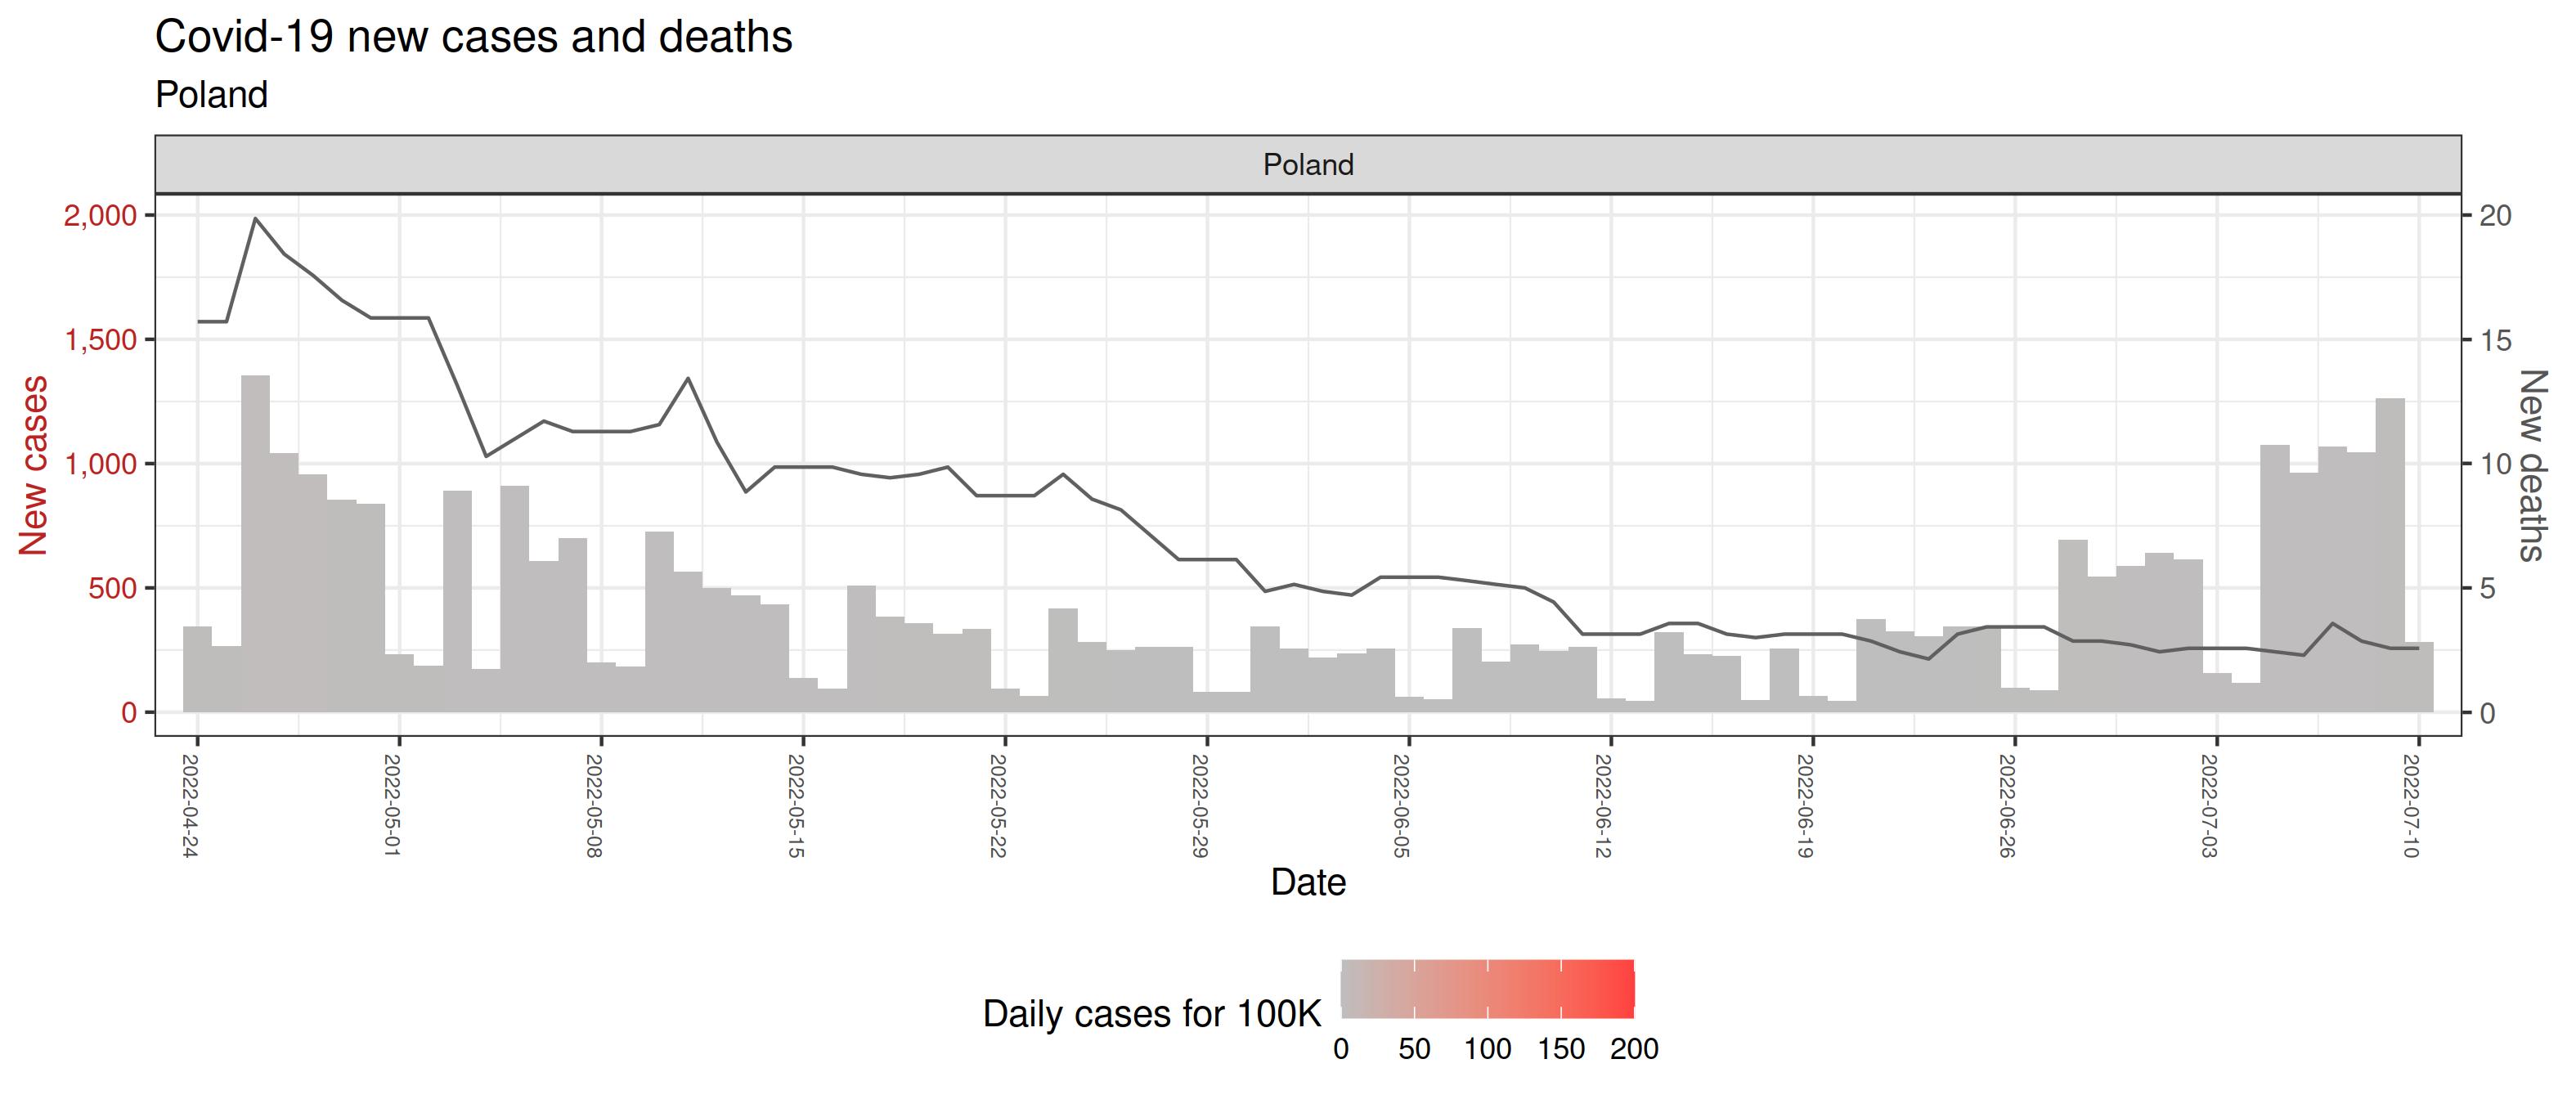 Covid-19 new cases and deaths
Poland
Poland
New cases
2,000
1,500
1,000
500
0
20
15
10
5
0
New deaths
2022-04-24
2022-05-01
2022-05-08
2022-05-15
2022-05-22
2022-05-29
2022-06-05
2022-06-12
2022-06-19
2022-06-26
2022-07-03
2022-07-10
Date
Daily cases for 100K
0 50 100 150 200